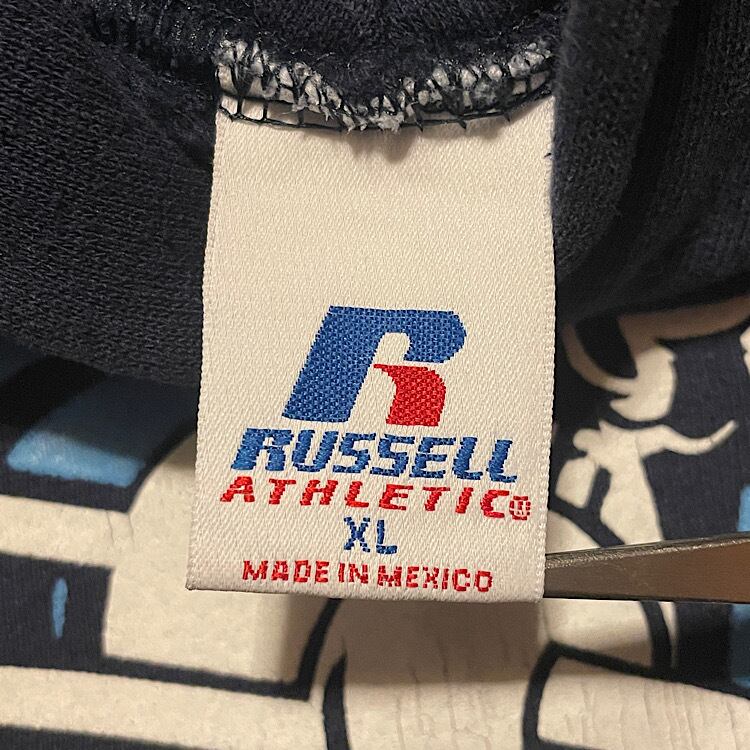 R
RUSSELL
ATHLETIC®
XL
MADE IN MEXICO